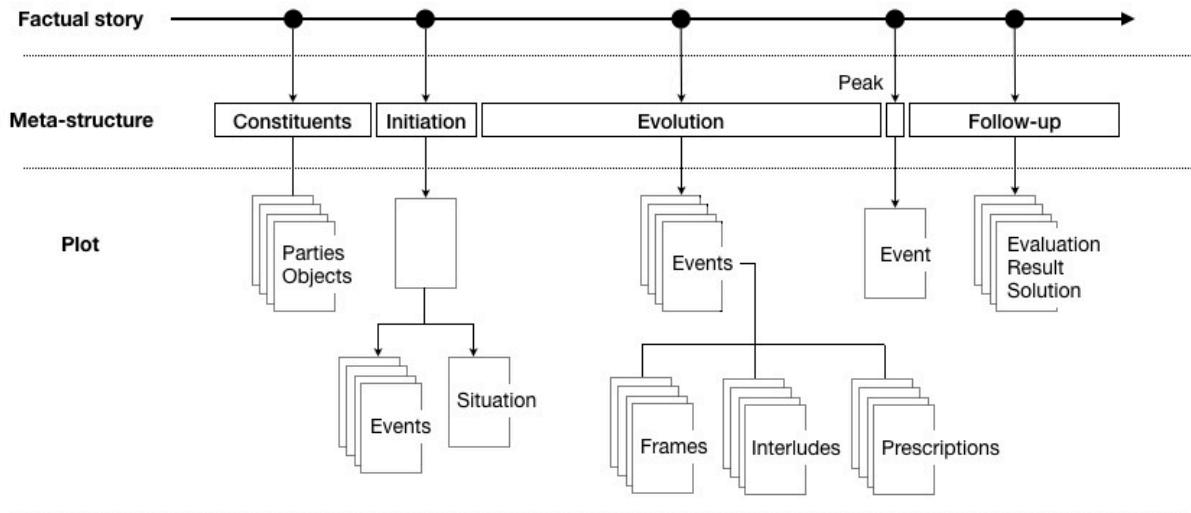 Factual story
Peak
Meta-structure
Constituents
Initiation
Evolution
Follow-up
Plot
Parties
Objects
Events
Event
Evaluation
Result
Solution
Events
Situation
Frames
Interludes
Prescriptions